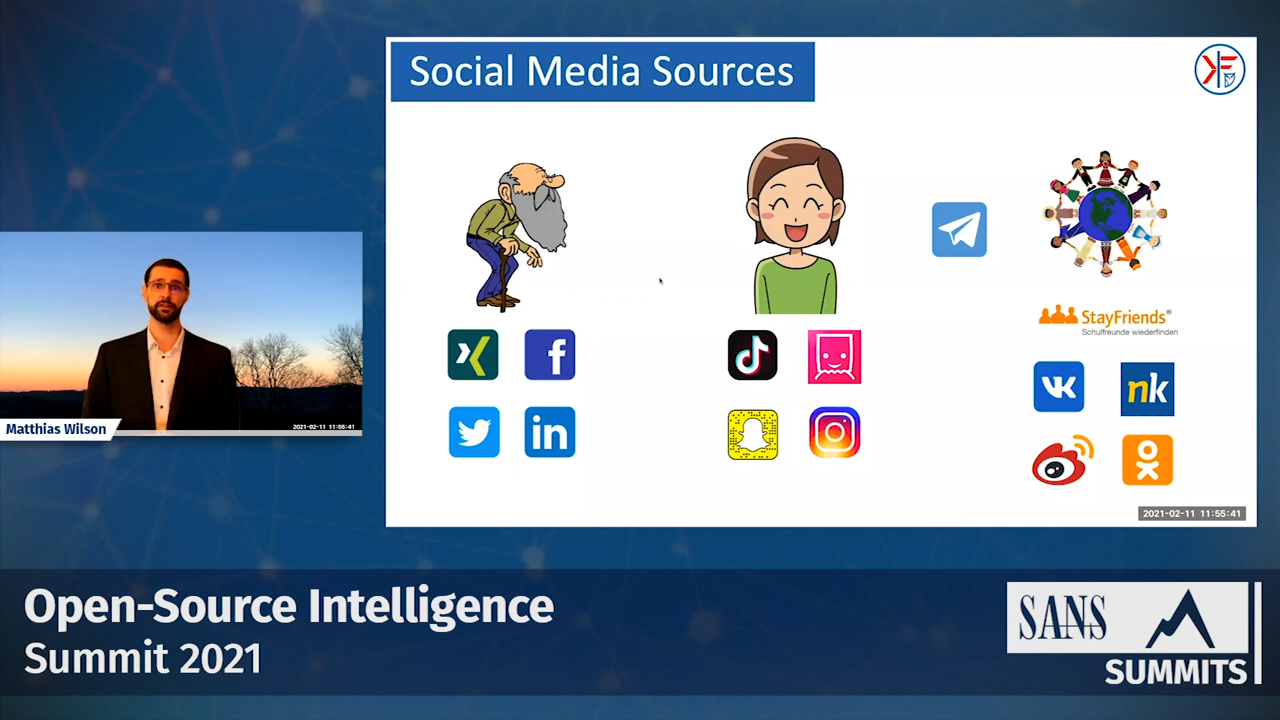 Social Media Sources
StayFriends®
Schulfreunde wiederfinden
f
in
nk
2021-02-11 11:55:41
2021-02-11 11:55:41
Matthias Wilson
Open-Source Intelligence
Summit 2021
SANS
SUMMITS